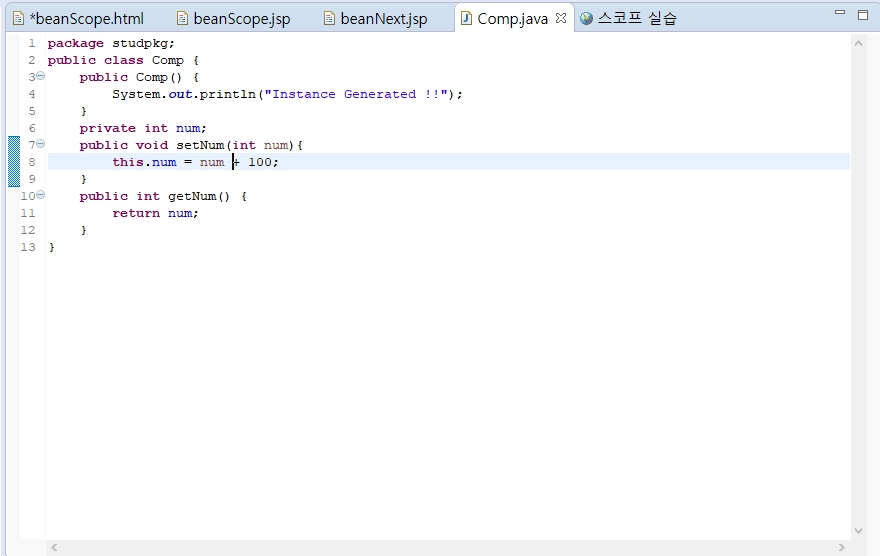 *beanScope.html beanScope.jsp beanNext.jsp Comp.java 스코프 실습
1 package studpkg;
2 public class Comp {
3 public Comp() {
4 System.out.println("Instance Generated !!");
5 }
6 private int num;
7 public void setNum(int num){
8 this.num = num + 100;
9 }
10 public int getNum() {
11 return num;
12 }
13 }